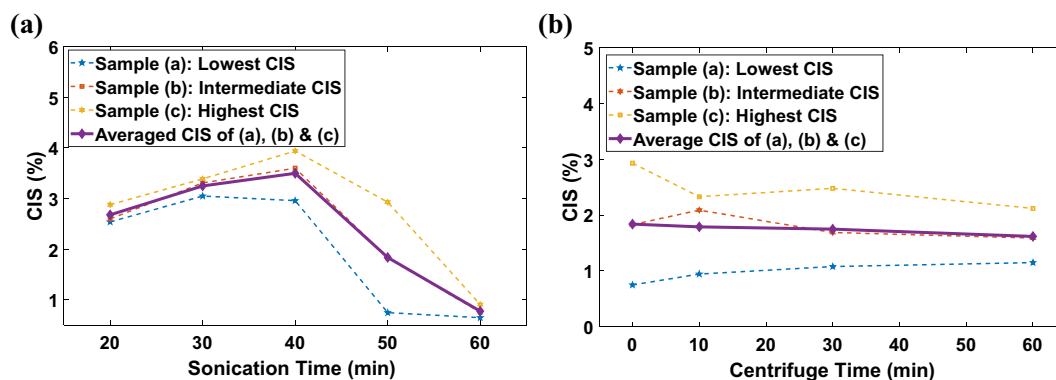 (a)
6
5
4
3
2
1
CIS (%)
Sample (a): Lowest CIS
Sample (b): Intermediate CIS
Sample (c): Highest CIS
Averaged CIS of (a), (b) & (c)
20 30 40 50 60
Sonication Time (min)
(b)
5
4
3
2
1
0
CIS (%)
Sample (a): Lowest CIS
Sample (b): Intermediate CIS
Sample (c): Highest CIS
Average CIS of (a), (b) & (c)
0 10 20 30 40 50 60
Centrifuge Time (min)